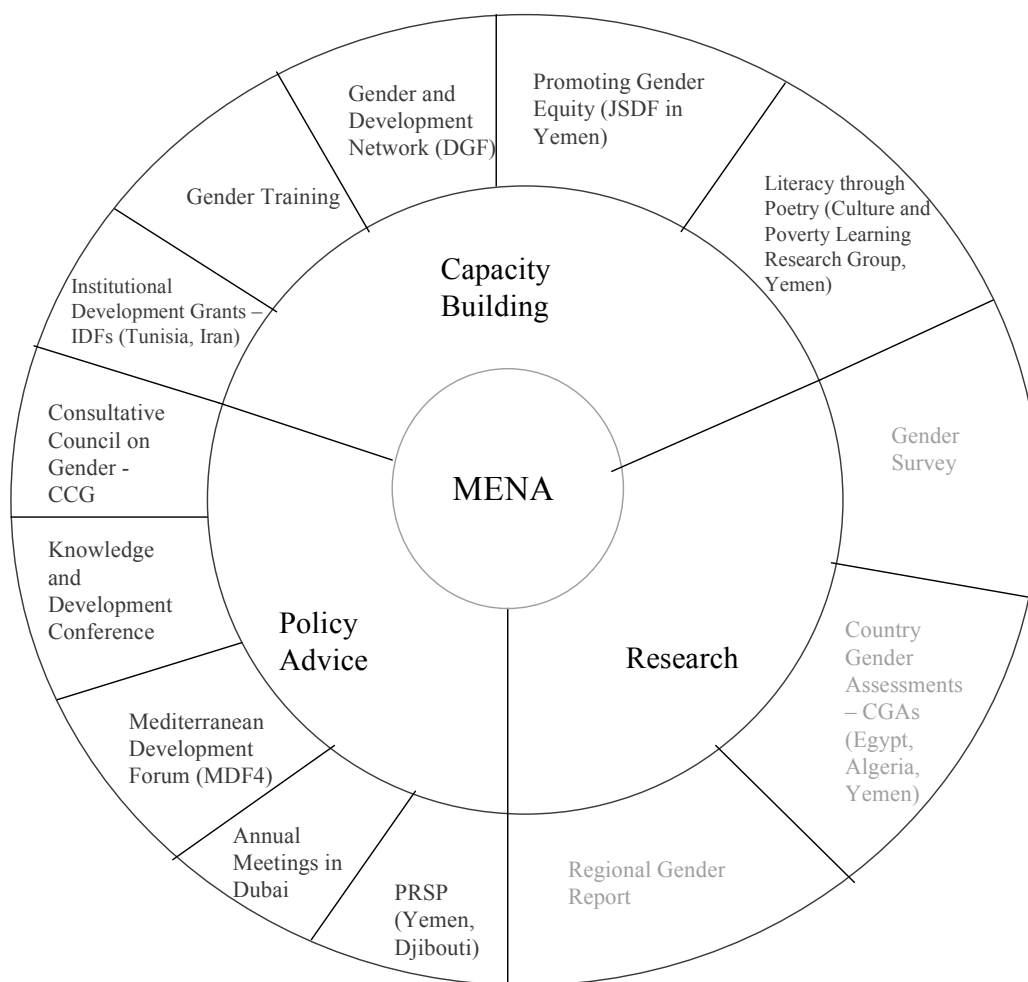 Gender and
Development
Network (DGF)
Promoting Gender
Equity (JSDF in
Yemen)
Literacy through
Poetry (Culture and
Poverty Learning
Research Group,
Yemen)
Gender Training
Institutional
Development Grants –
IDFs (Tunisia, Iran)
Capacity
Building
Consultative
Council on
Gender -
CCG
Gender
Survey
MENA
Knowledge
and
Development
Conference
Policy
Advice
Research
Country
Gender
Assessments
– CGAs
(Egypt,
Algeria,
Yemen)
Mediterranean
Development
Forum (MDF4)
Annual
Meetings in
Dubai
PRSP
(Yemen,
Djibouti)
Regional Gender
Report